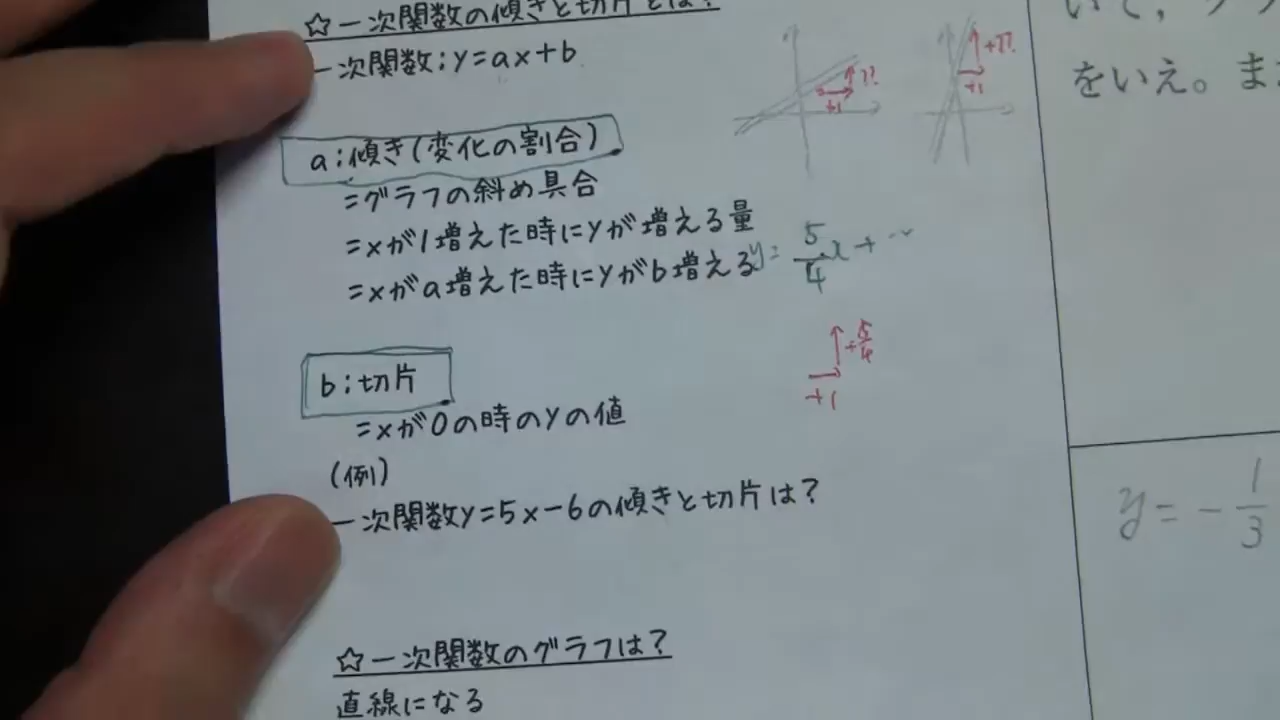 ☆一次関数の傾きと切片とは?
一次関数;y=ax+b
a:傾き(変化の割合)
=グラフの斜め具合
=xが1増えた時にyが増える量
=xがa増えた時にyがb増える
y=5/4x+…
+1
+5/4
+1
+1
b:切片
=xが0の時のyの値
(例)
一次関数y=5x-6の傾きと切片は?
☆一次関数のグラフは?
直線になる
をいえ。ま
y=-1/3